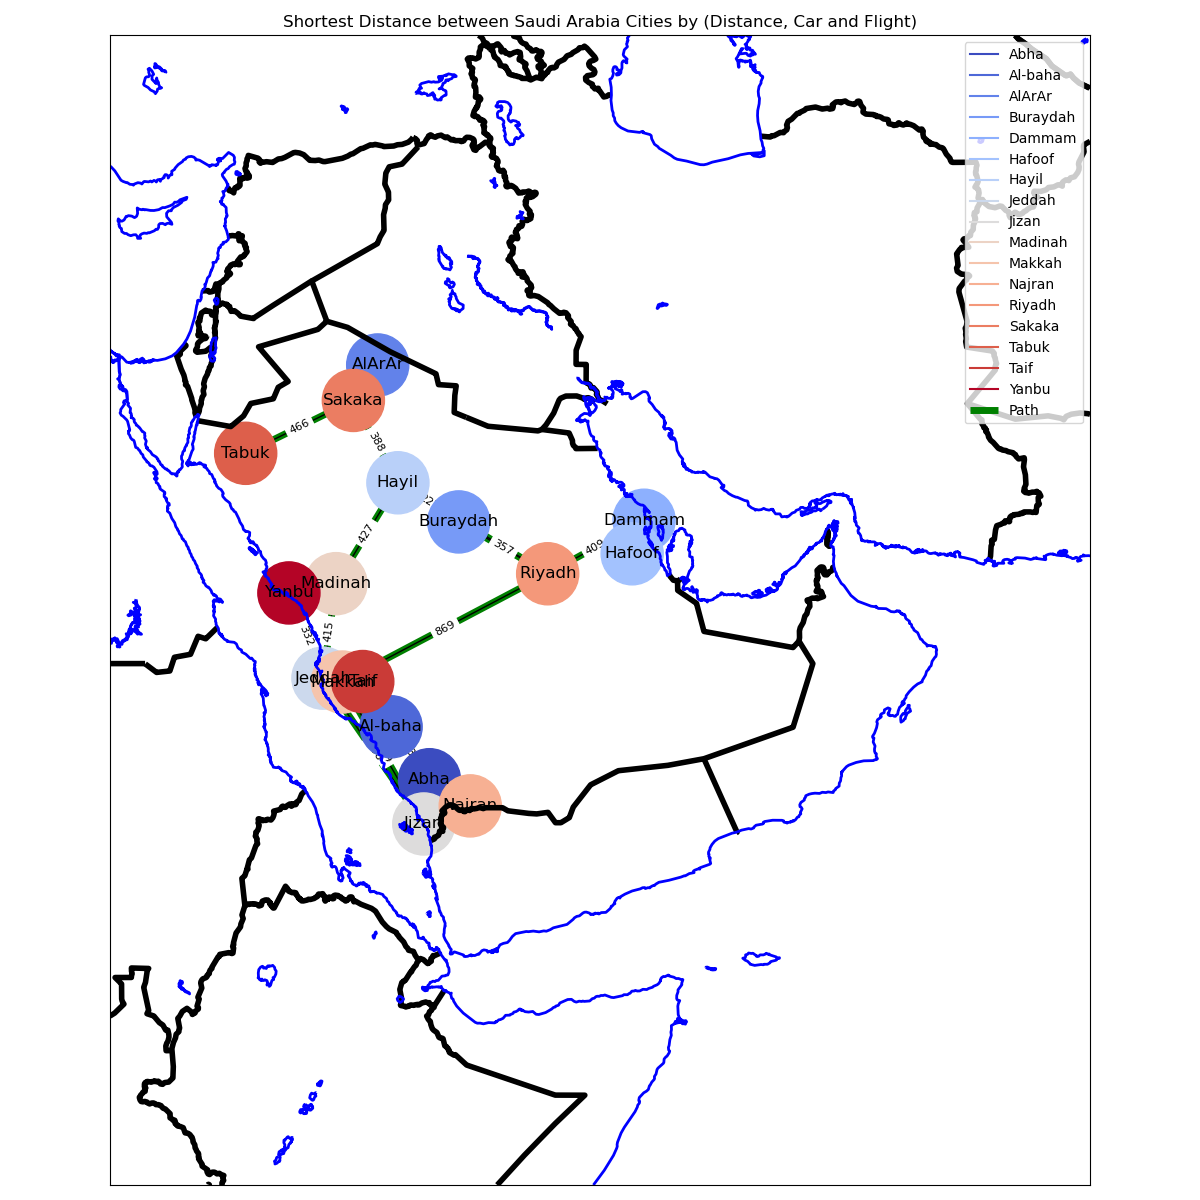 Shortest Distance between Saudi Arabia Cities by (Distance, Car and Flight)
Abha
Al-baha
AlArAr
Buraydah
Dammam
Hafoof
Hayil
Jeddah
Jizan
Madinah
Makkah
Najran
Riyadh
Sakaka
Tabuk
Taif
Yanbu
Path
AlArAr
Sakaka
466
388
Tabuk
Hayil
Buraydah
Dammam
427
357
409
Hafoof
Riyadh
Madinah
Yanbu
415
332
869
Jeddah
Makkah
Taif
Al-baha
Abha
Najran
Jizan